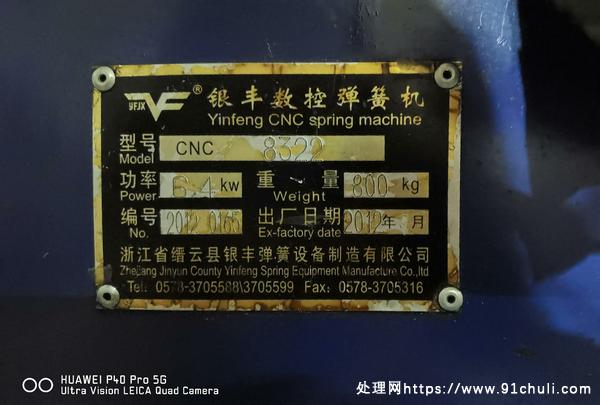 YFJX ® 银丰数控弹簧机
Yinfeng CNC spring machine
型号 CNC 8322
Model
功率 6.4 kw 重量 800 kg
Power Weight
编号 2012 0165 出厂日期 2012年 月
No. Ex-factory date
浙江省缙云县银丰弹簧设备制造有限公司
Zhejiang Jinyun County Yinfeng Spring Equipment Manufacture Co.,ltd
Tel: 0578-3705588\3705599 Fax: 0578-3705316
HUAWEI P40 Pro 5G
Ultra Vision LEICA Quad Camera
处理网https://www.91chuli.com/